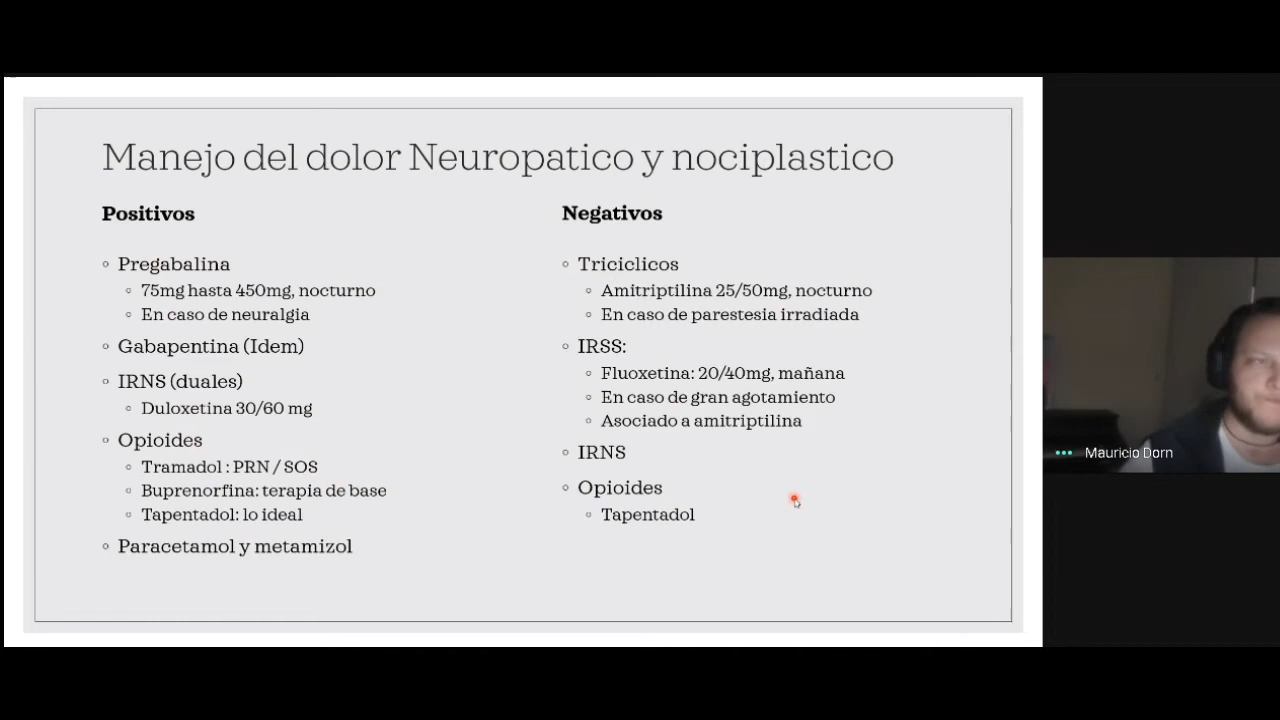 Manejo del dolor Neuropatico y nociplastico
Positivos
Pregabalina
75mg hasta 450mg, nocturno
En caso de neuralgia
Gabapentina (Idem)
IRNS (duales)
Duloxetina 30/60 mg
Opioides
Tramadol : PRN / SOS
Buprenorfina: terapia de base
Tapentadol: lo ideal
Paracetamol y metamizol
Negativos
Triciclicos
Amitriptilina 25/50mg, nocturno
En caso de parestesia irradiada
IRSS:
Fluoxetina: 20/40mg, mañana
En caso de gran agotamiento
Asociado a amitriptilina
IRNS
Opioides
Tapentadol
Mauricio Dorn